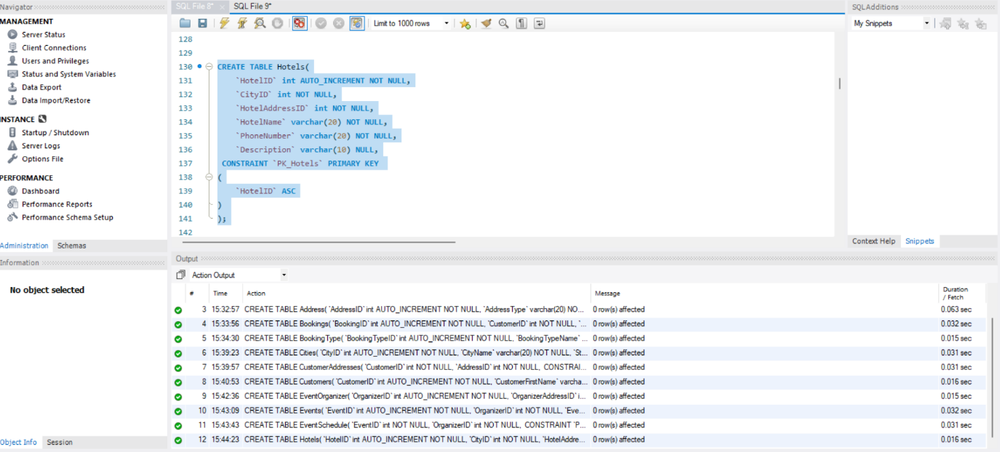 Navigator
MANAGEMENT
Server Status
Client Connections
Users and Privileges
Status and System Variables
Data Export
Data Import/Restore
INSTANCE
Startup / Shutdown
Server Logs
Options File
PERFORMANCE
Dashboard
Performance Reports
Performance Schema Setup
Administration Schemas
Information
No object selected
Object Info Session
SQL File 8* SQL File 9*
Limit to 1000 rows
128
129
130 CREATE TABLE Hotels(
131 `HotelID` int AUTO_INCREMENT NOT NULL,
132 `CityID` int NOT NULL,
133 `HotelAddressID` int NOT NULL,
134 `HotelName` varchar(20) NOT NULL,
135 `PhoneNumber` varchar(20) NOT NULL,
136 `Description` varchar(10) NULL,
137 CONSTRAINT `PK_Hotels` PRIMARY KEY
138 (
139 `HotelID` ASC
140 )
141 );
142
SQLAdditions
My Snippets
Context Help Snippets
Output
Action Output
# Time Action Message Duration / Fetch
3 15:32:57 CREATE TABLE Address( `AddressID` int AUTO_INCREMENT NOT NULL, `AddressType` varchar(20) NO... 0 row(s) affected 0.063 sec
4 15:33:56 CREATE TABLE Bookings( `BookingID` int AUTO_INCREMENT NOT NULL, `CustomerID` int NOT NULL, `... 0 row(s) affected 0.032 sec
5 15:34:30 CREATE TABLE BookingType( `BookingTypeID` int AUTO_INCREMENT NOT NULL, `BookingTypeName` ... 0 row(s) affected 0.015 sec
6 15:39:23 CREATE TABLE Cities( `CityID` int AUTO_INCREMENT NOT NULL, `CityName` varchar(20) NOT NULL, `St... 0 row(s) affected 0.031 sec
7 15:39:57 CREATE TABLE CustomerAddresses( `CustomerID` int NOT NULL, `AddressID` int NOT NULL, CONSTRAI... 0 row(s) affected 0.031 sec
8 15:40:53 CREATE TABLE Customers( `CustomerID` int AUTO_INCREMENT NOT NULL, `CustomerFirstName` varcha... 0 row(s) affected 0.016 sec
9 15:42:36 CREATE TABLE EventOrganizer( `OrganizerID` int AUTO_INCREMENT NOT NULL, `OrganizerAddressID` i... 0 row(s) affected 0.015 sec
10 15:43:09 CREATE TABLE Events( `EventID` int AUTO_INCREMENT NOT NULL, `OrganizerID` int NOT NULL, `Eve... 0 row(s) affected 0.032 sec
11 15:43:43 CREATE TABLE EventSchedule( `EventID` int NOT NULL, `OrganizerID` int NOT NULL, CONSTRAINT `P... 0 row(s) affected 0.031 sec
12 15:44:23 CREATE TABLE Hotels( `HotelID` int AUTO_INCREMENT NOT NULL, `CityID` int NOT NULL, `HotelAddre... 0 row(s) affected 0.016 sec